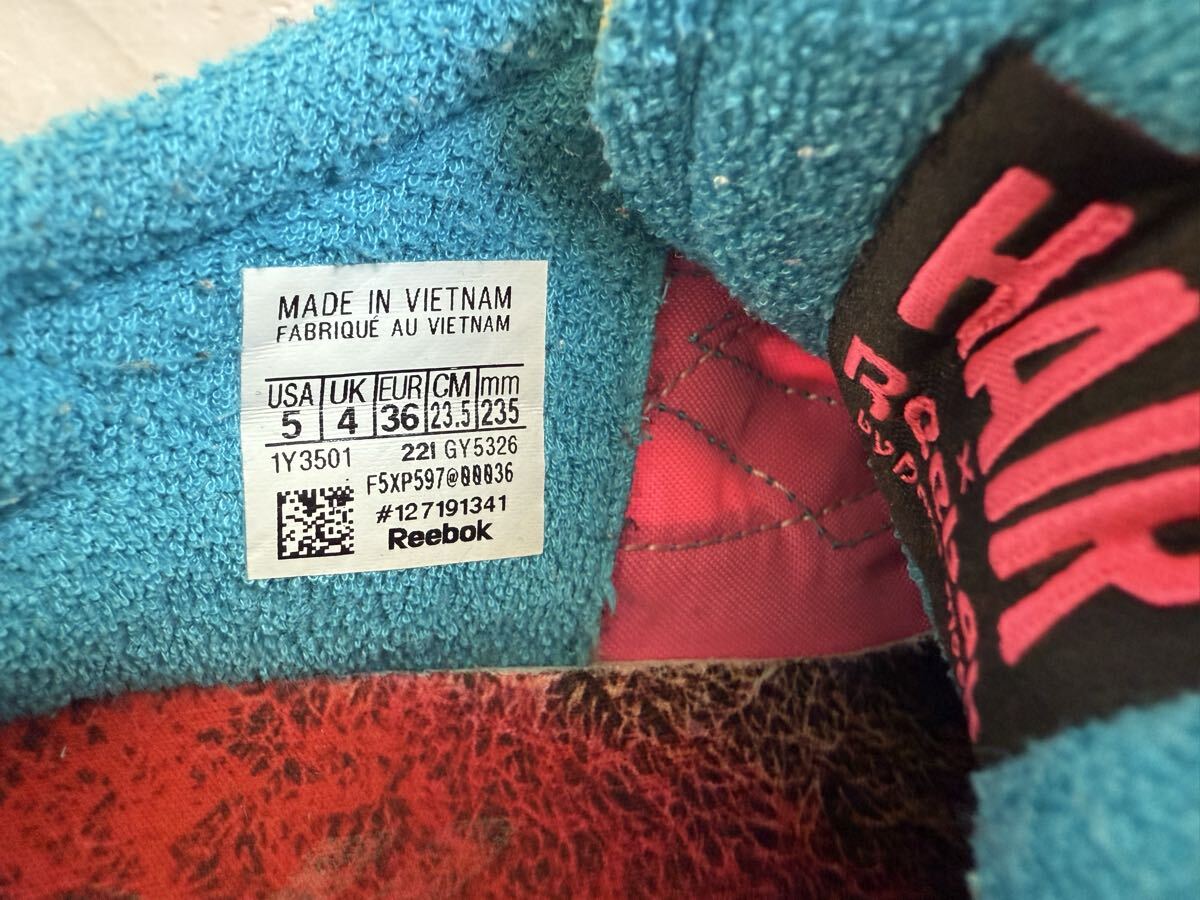 MADE IN VIETNAM
FABRIQUÉ AU VIETNAM
USA UK EUR CM mm
5 4 36 23.5 235
1Y3501 221 GY5326
F5XP597@00036
#127191341
Reebok
HAIR
X